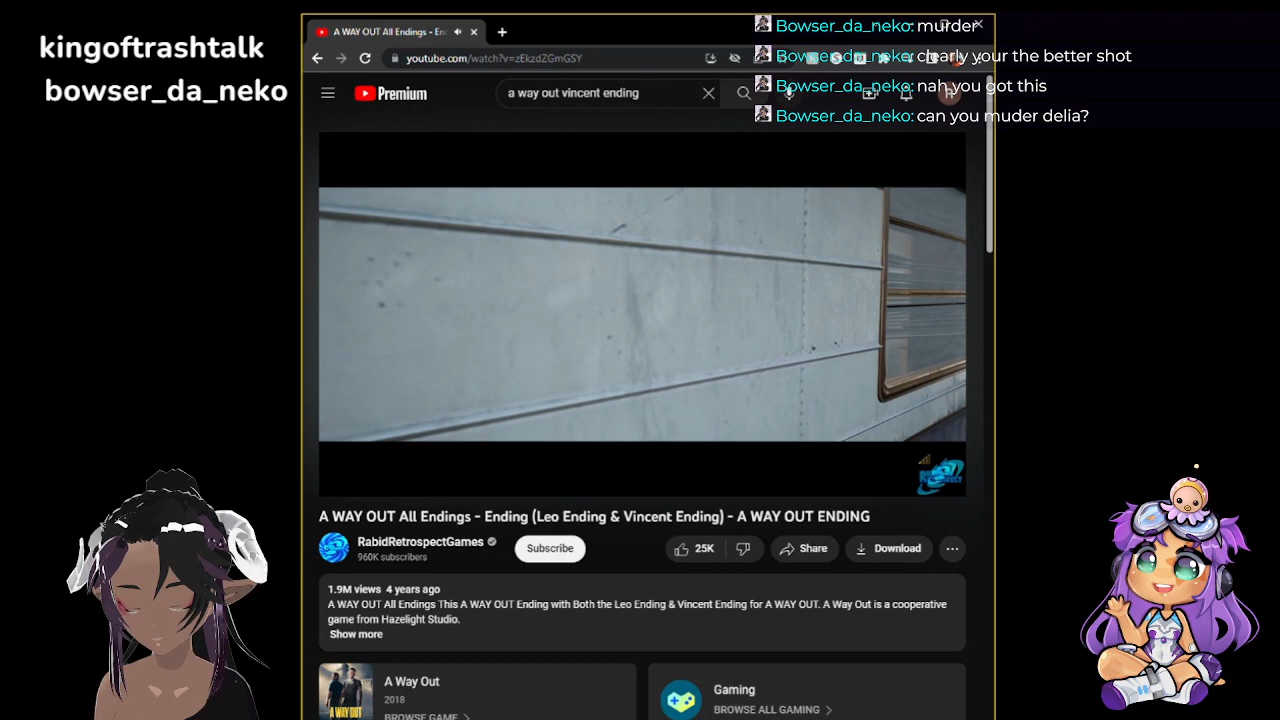 kingoftrashtalk
bowser_da_neko
A WAY OUT All Endings - En
youtube.com/watch?v=zEkzdZGmGSY
Premium
a way out vincent ending
Bowser_da_neko: murder
Bowser_da_neko: clearly your the better shot
Bowser_da_neko: nah you got this
Bowser_da_neko: can you muder delia?
A WAY OUT All Endings - Ending (Leo Ending & Vincent Ending) - A WAY OUT ENDING
RabidRetrospectGames
960K subscribers
Subscribe
25K
Share
Download
1.9M views 4 years ago
A WAY OUT All Endings This A WAY OUT Ending with Both the Leo Ending & Vincent Ending for A WAY OUT. A Way Out is a cooperative
game from Hazelight Studio.
Show more
A WAY OUT
A Way Out
2018
BROWSE GAME
Gaming
BROWSE ALL GAMING